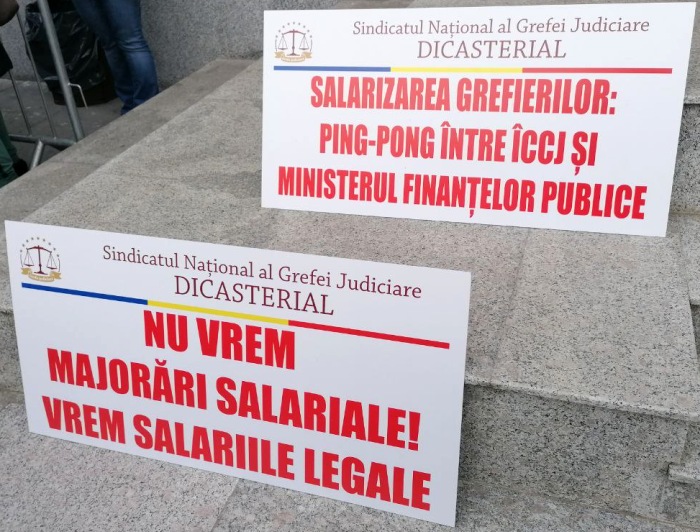 Sindicatul Național al Grefei Judiciare
DICASTERIAL
SALARIZAREA GREFIERILOR:
PING-PONG ÎNTRE ÎCCJ ȘI
MINISTERUL FINANȚELOR PUBLICE
Sindicatul Național al Grefei Judiciare
DICASTERIAL
NU VREM
MAJORĂRI SALARIALE!
VREM SALARIILE LEGALE